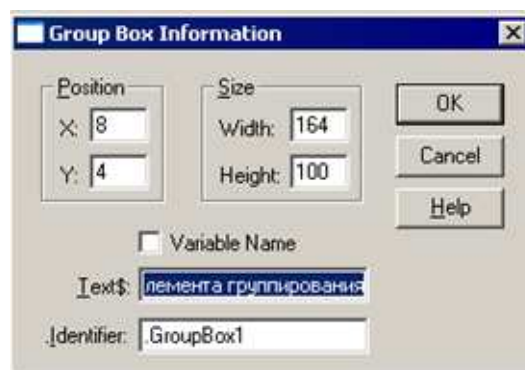 Group Box Information
Position
X: 8
Y: 4
Size
Width: 164
Height: 100
OK
Cancel
Help
Variable Name
Text$: лемента группирования
.Identifier: .GroupBox1